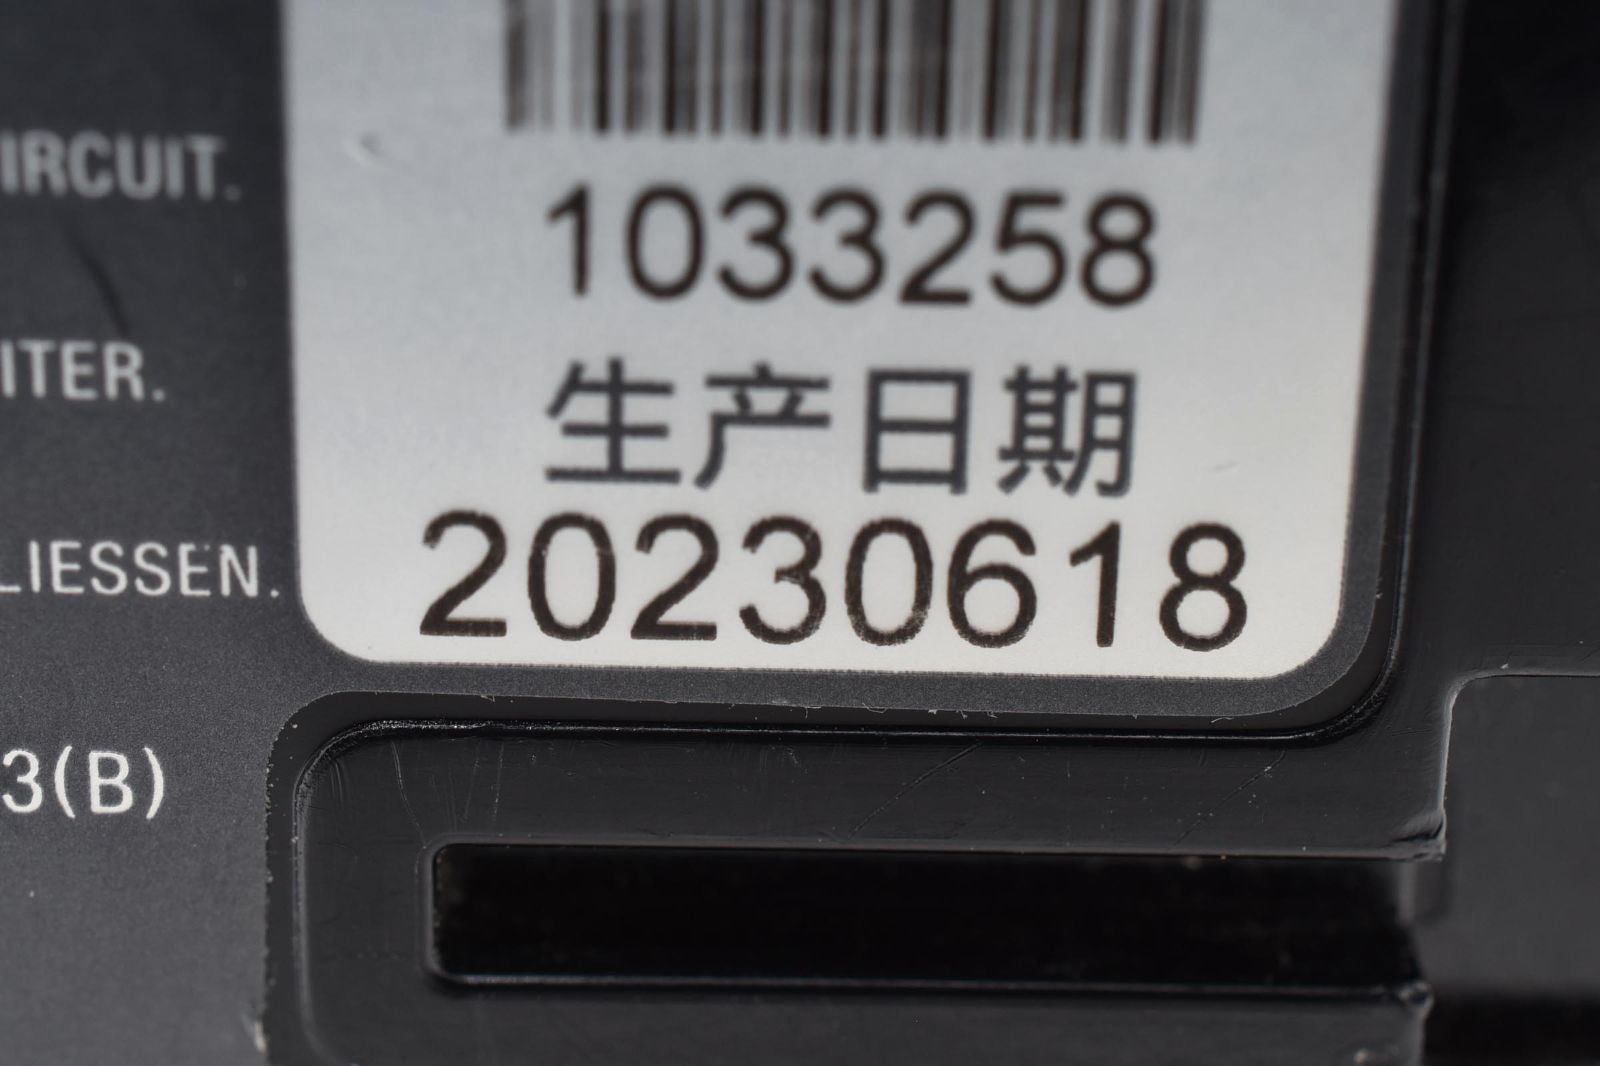 IRCUIT.
ITER.
LIESSEN.
3(B)
1033258
生产日期
20230618